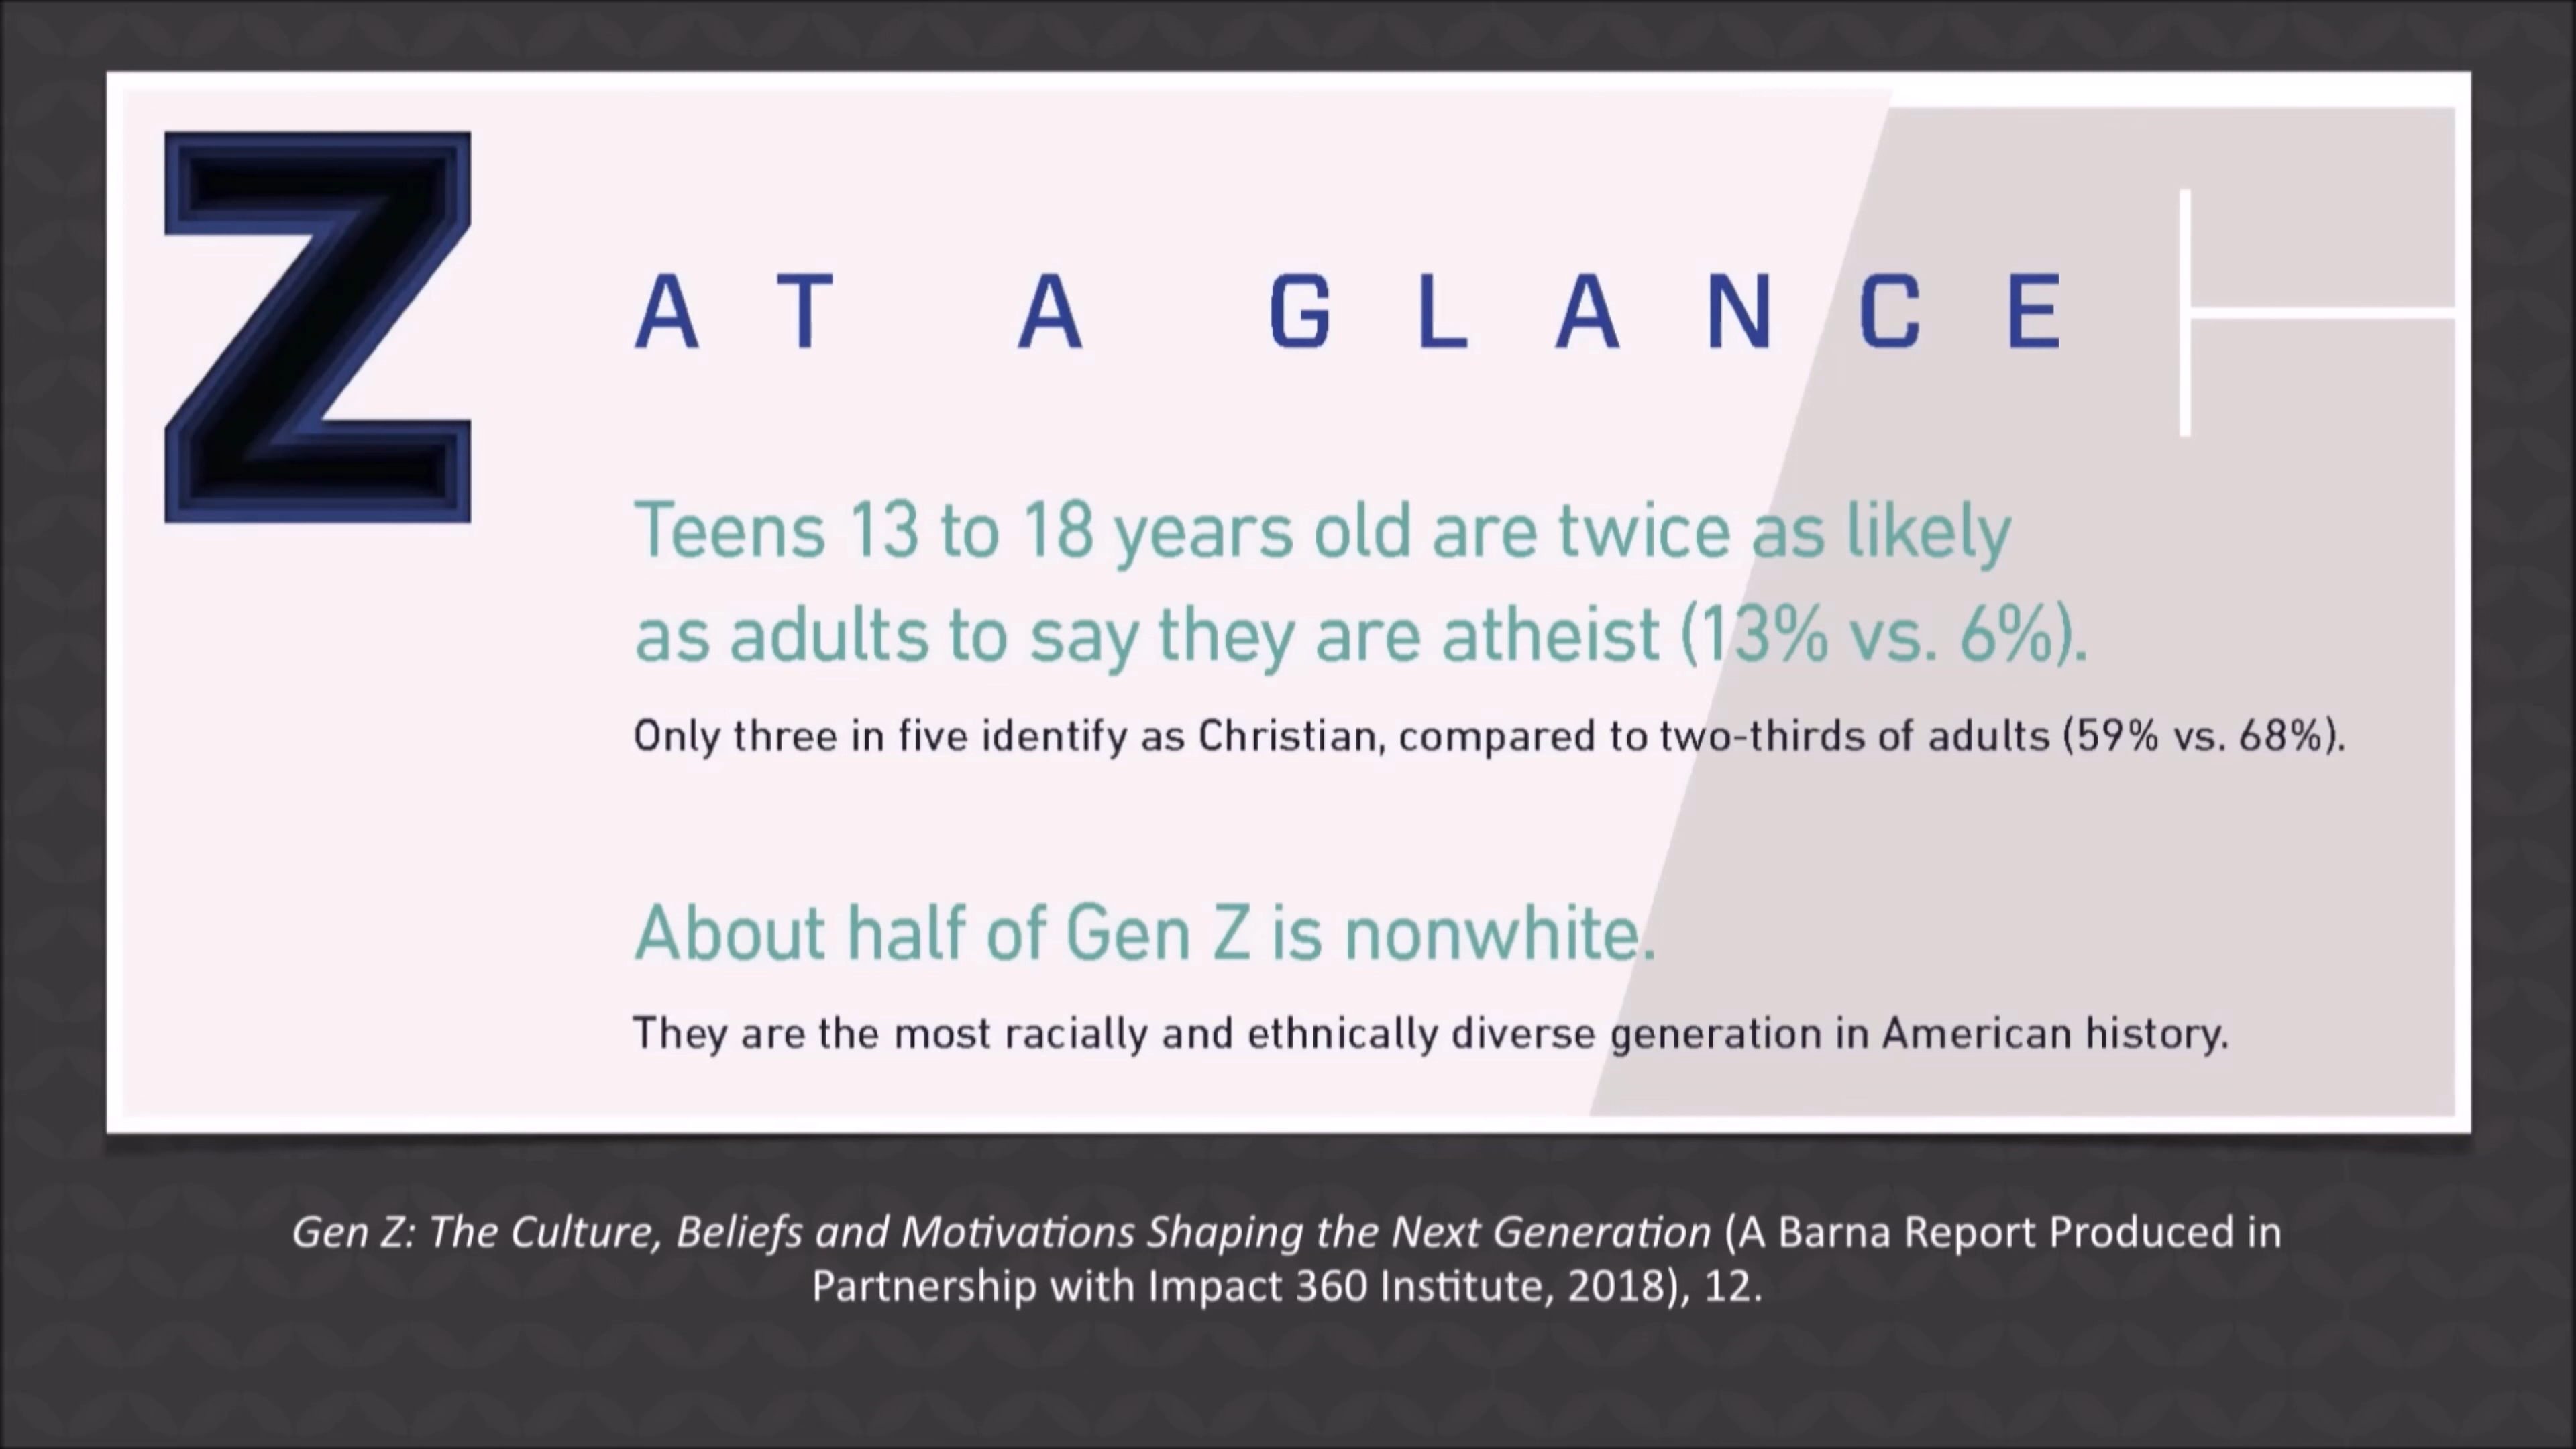 Z
AT A GLANCE
Teens 13 to 18 years old are twice as likely
as adults to say they are atheist (13% vs. 6%).
Only three in five identify as Christian, compared to two-thirds of adults (59% vs. 68%).
About half of Gen Z is nonwhite.
They are the most racially and ethnically diverse generation in American history.
Gen Z: The Culture, Beliefs and Motivations Shaping the Next Generation (A Barna Report Produced in
Partnership with Impact 360 Institute, 2018), 12.